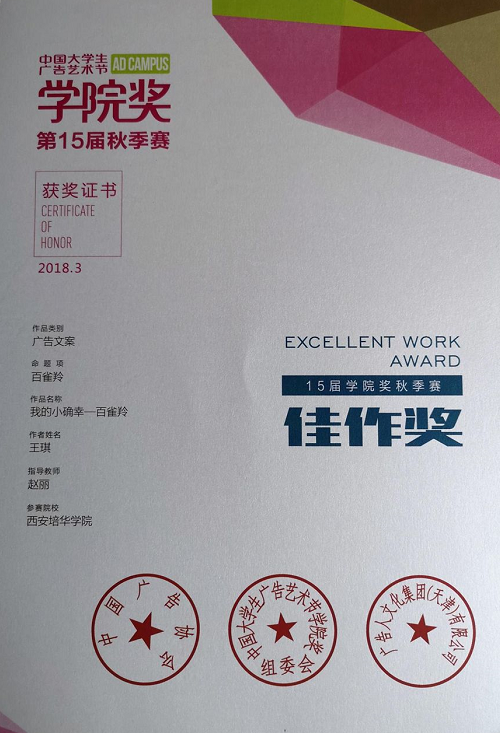 中国大学生
广告艺术节 AD CAMPUS
学院奖
第15届秋季赛
获奖证书
CERTIFICATE
OF
HONOR
2018.3
作品类别
广告文案
命题项
百雀羚
作品名称
我的小确幸—百雀羚
作者姓名
王琪
指导教师
赵丽
参赛院校
西安培华学院
EXCELLENT WORK
AWARD
15届学院奖秋季赛
佳作奖
中国广告协会
中国大学生广告艺术节学院奖
组委会
广告人文化集团(天津)有限公司